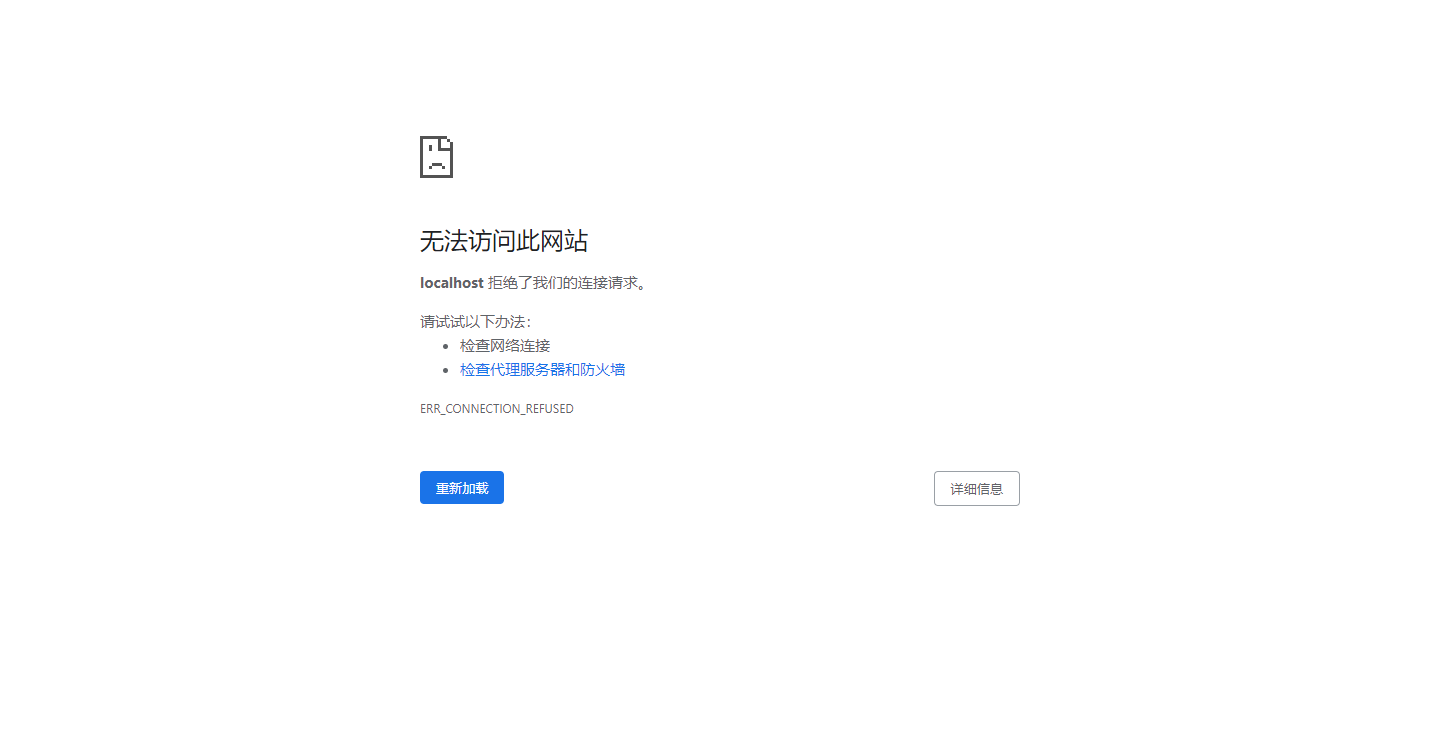 无法访问此网站
localhost 拒绝了我们的连接请求。
请试试以下办法：
检查网络连接
检查代理服务器和防火墙
ERR_CONNECTION_REFUSED
重新加载
详细信息